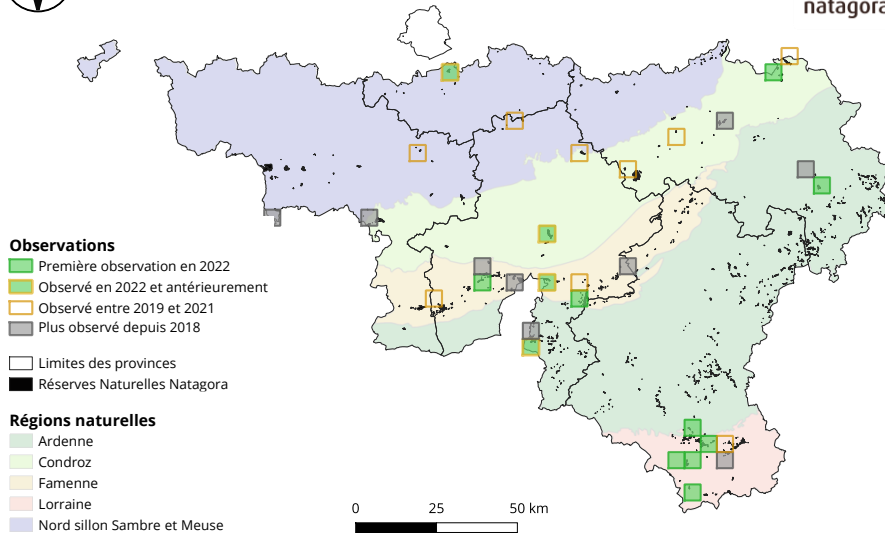 natagora
Observations
Première observation en 2022
Observé en 2022 et antérieurement
Observé entre 2019 et 2021
Plus observé depuis 2018
Limites des provinces
Réserves Naturelles Natagora
Régions naturelles
Ardenne
Condroz
Famenne
Lorraine
Nord sillon Sambre et Meuse
0 25 50 km